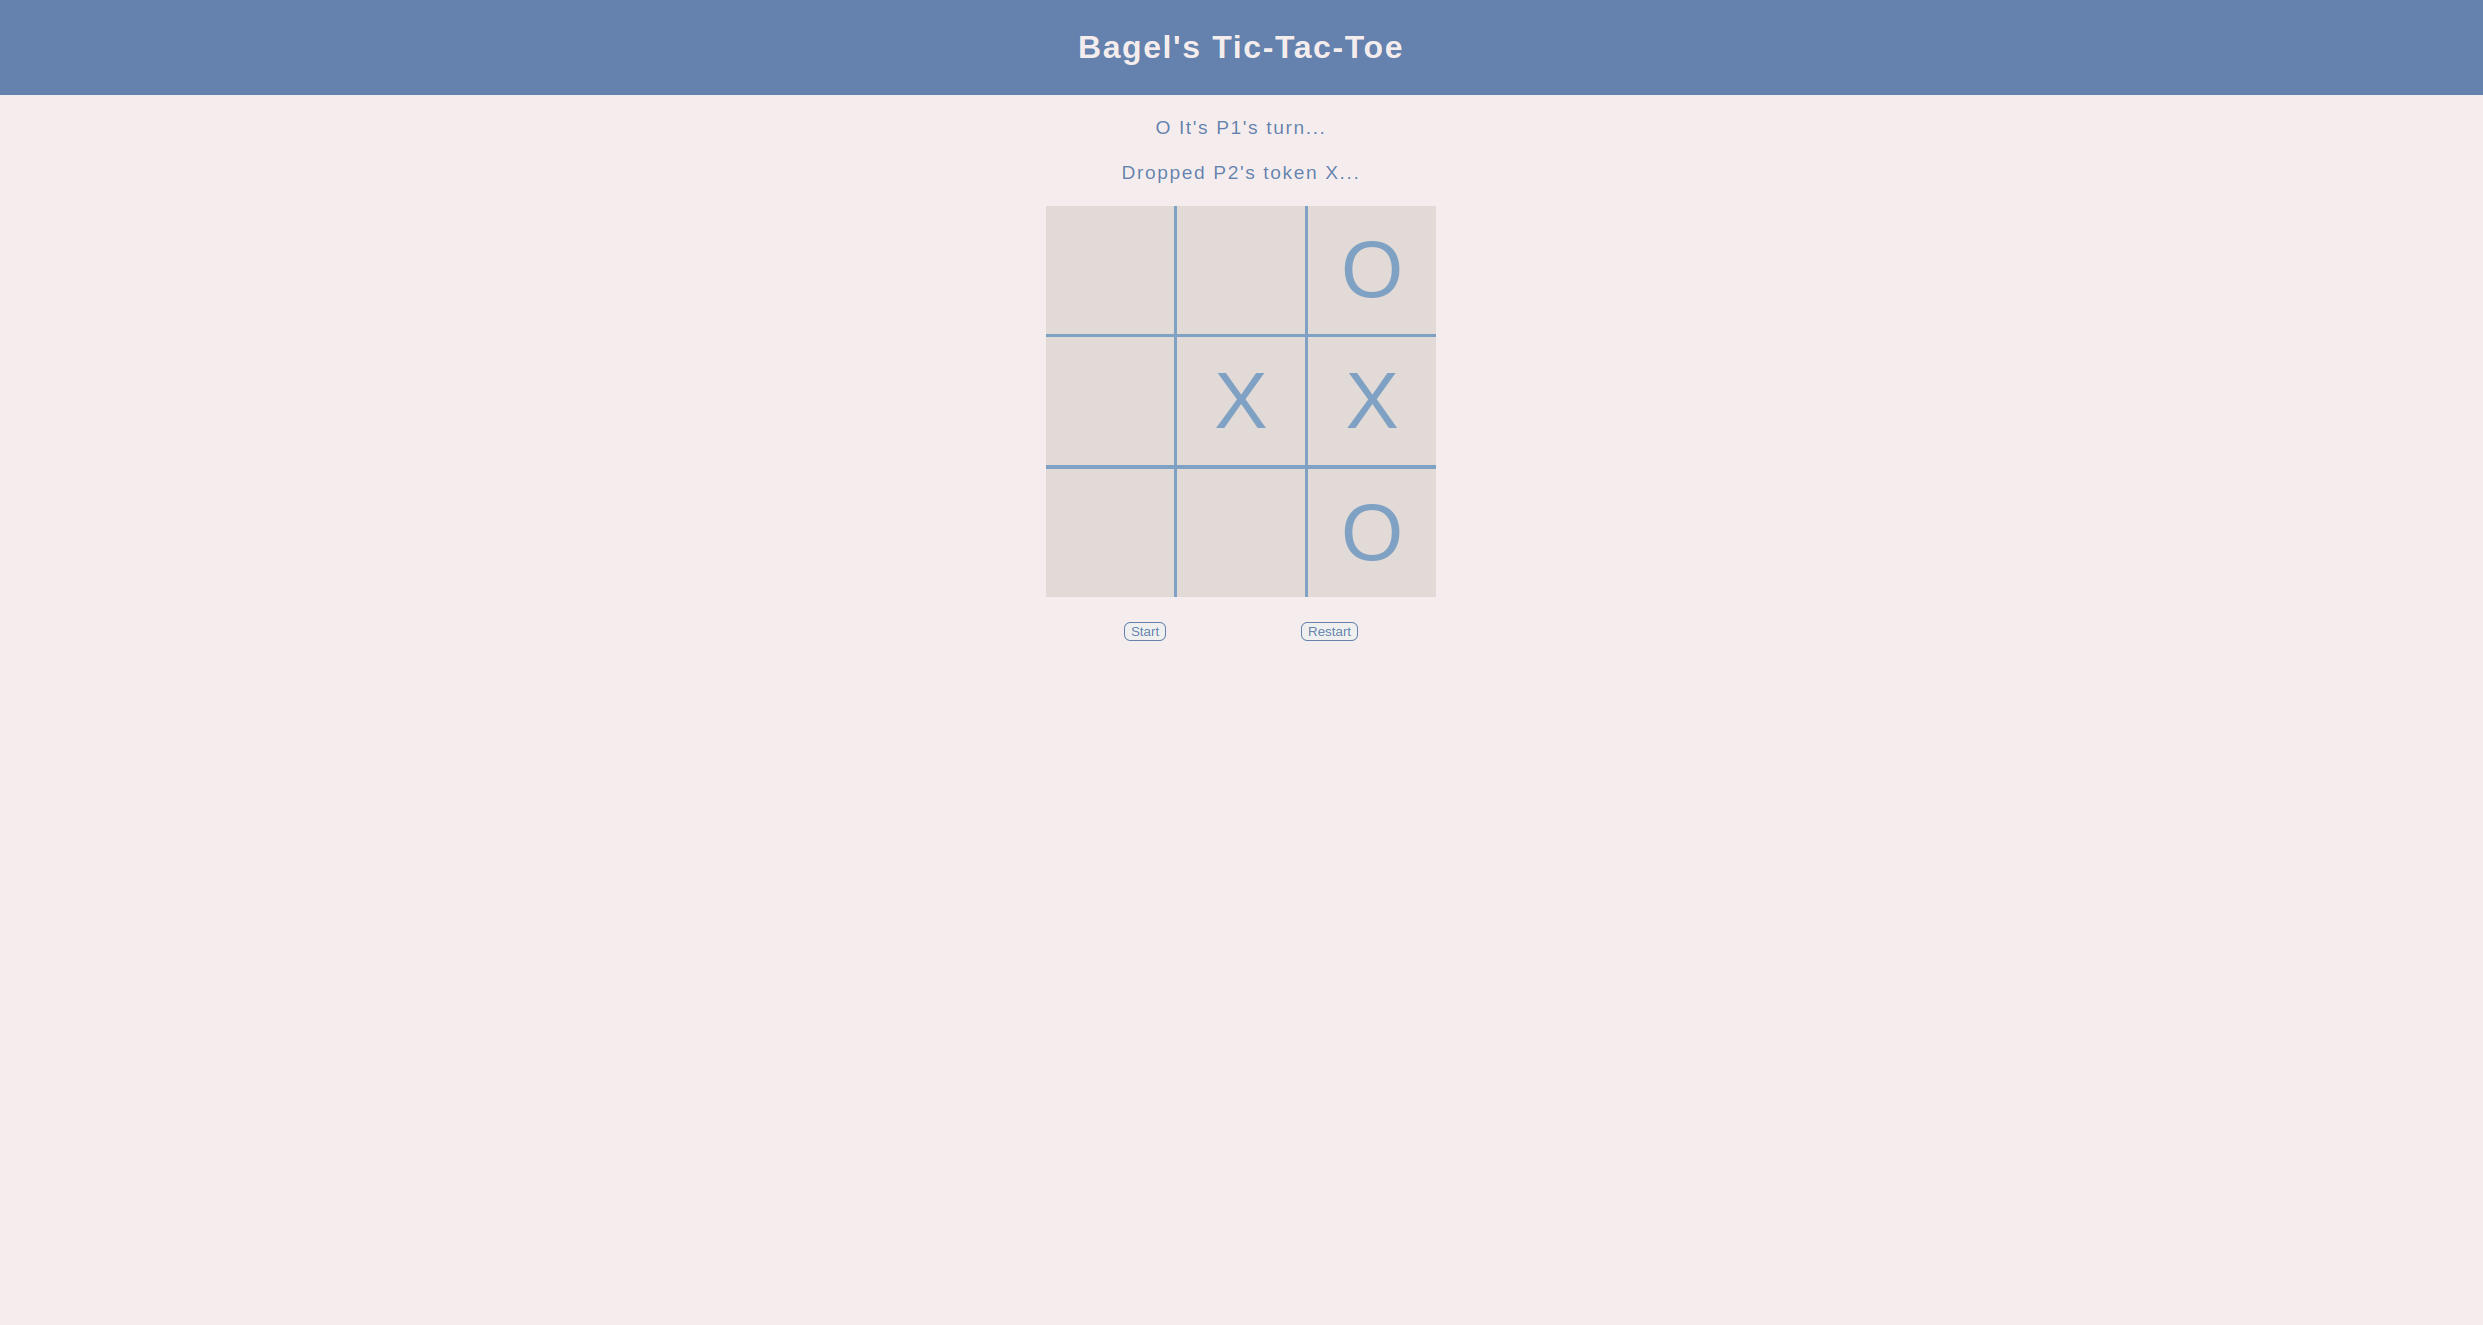 Bagel's Tic-Tac-Toe
O It's P1's turn...
Dropped P2's token X...
O
X X
O
Start Restart